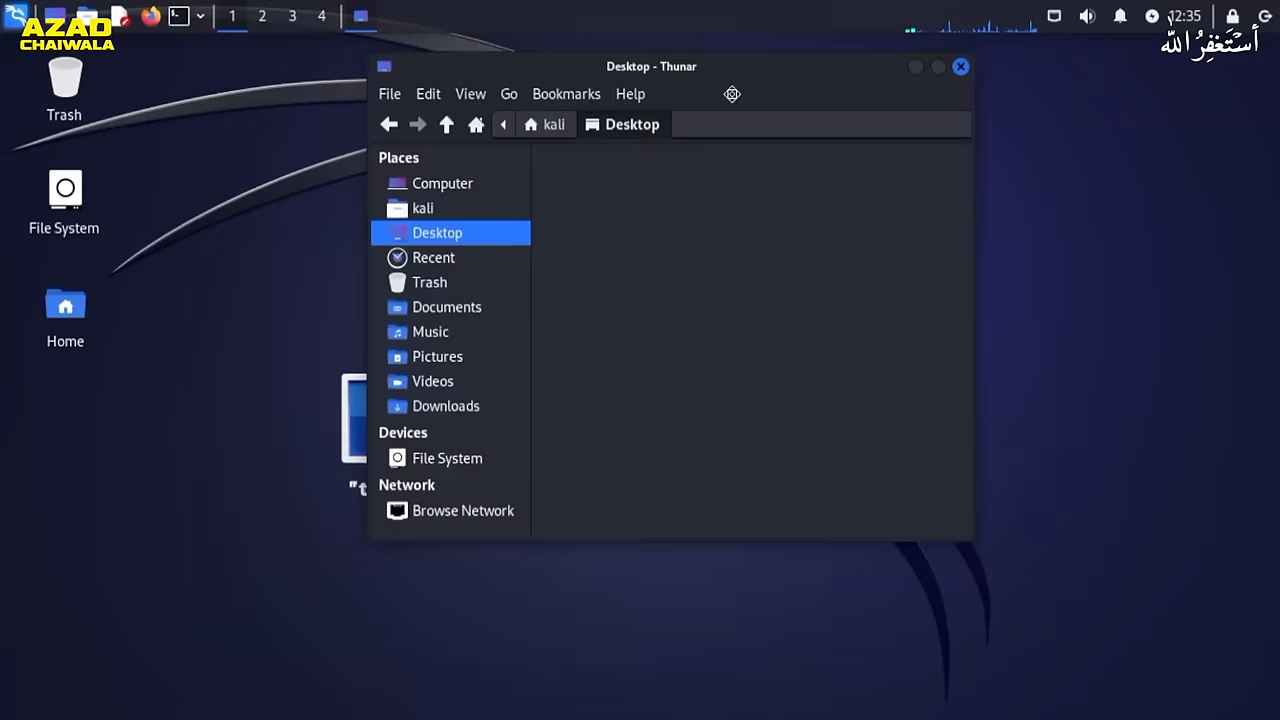 1 2 3 4
12:35
AZAD
CHAIWALA
أستغفر الله
Trash
File System
Home
Desktop - Thunar
File Edit View Go Bookmarks Help
kali Desktop
Places
Computer
kali
Desktop
Recent
Trash
Documents
Music
Pictures
Videos
Downloads
Devices
File System
Network
Browse Network
"t